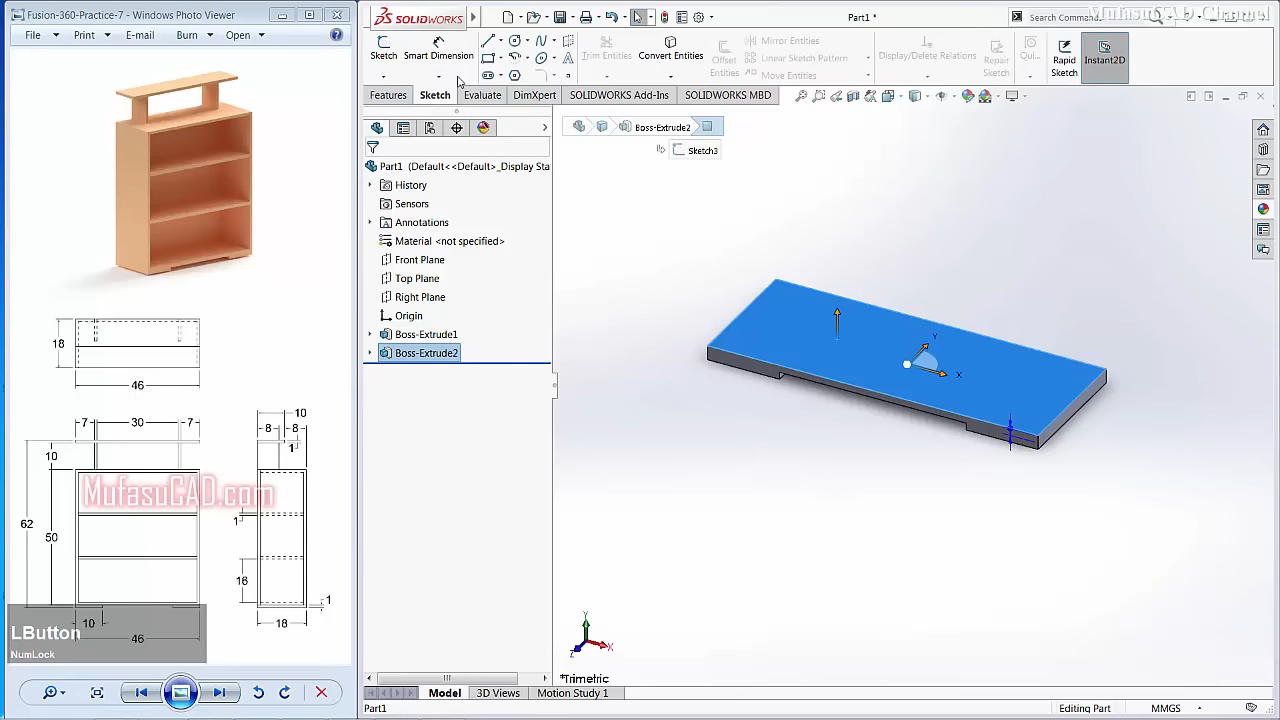 Fusion-360-Practice-7 - Windows Photo Viewer
File
Print
E-mail
Burn
Open
18
46
7
30
7
10
8
8
1
10
62
50
1
16
1
10
46
18
MufasuCAD.com
LButton
NumLock
SOLIDWORKS
Part1 *
Search Commands
MufasuCAD Channel
Sketch
Smart Dimension
Trim Entities
Convert Entities
Offset Entities
Mirror Entities
Linear Sketch Pattern
Move Entities
Display/Delete Relations
Repair Sketch
Qui...
Rapid Sketch
Instant2D
Features
Sketch
Evaluate
DimXpert
SOLIDWORKS Add-Ins
SOLIDWORKS MBD
Part1 (Default<<Default>_Display Sta
History
Sensors
Annotations
Material <not specified>
Front Plane
Top Plane
Right Plane
Origin
Boss-Extrude1
Boss-Extrude2
Boss-Extrude2
Sketch3
Y
X
Y
X
Z
*Trimetric
Model
3D Views
Motion Study 1
Part1
Editing Part
MMGS